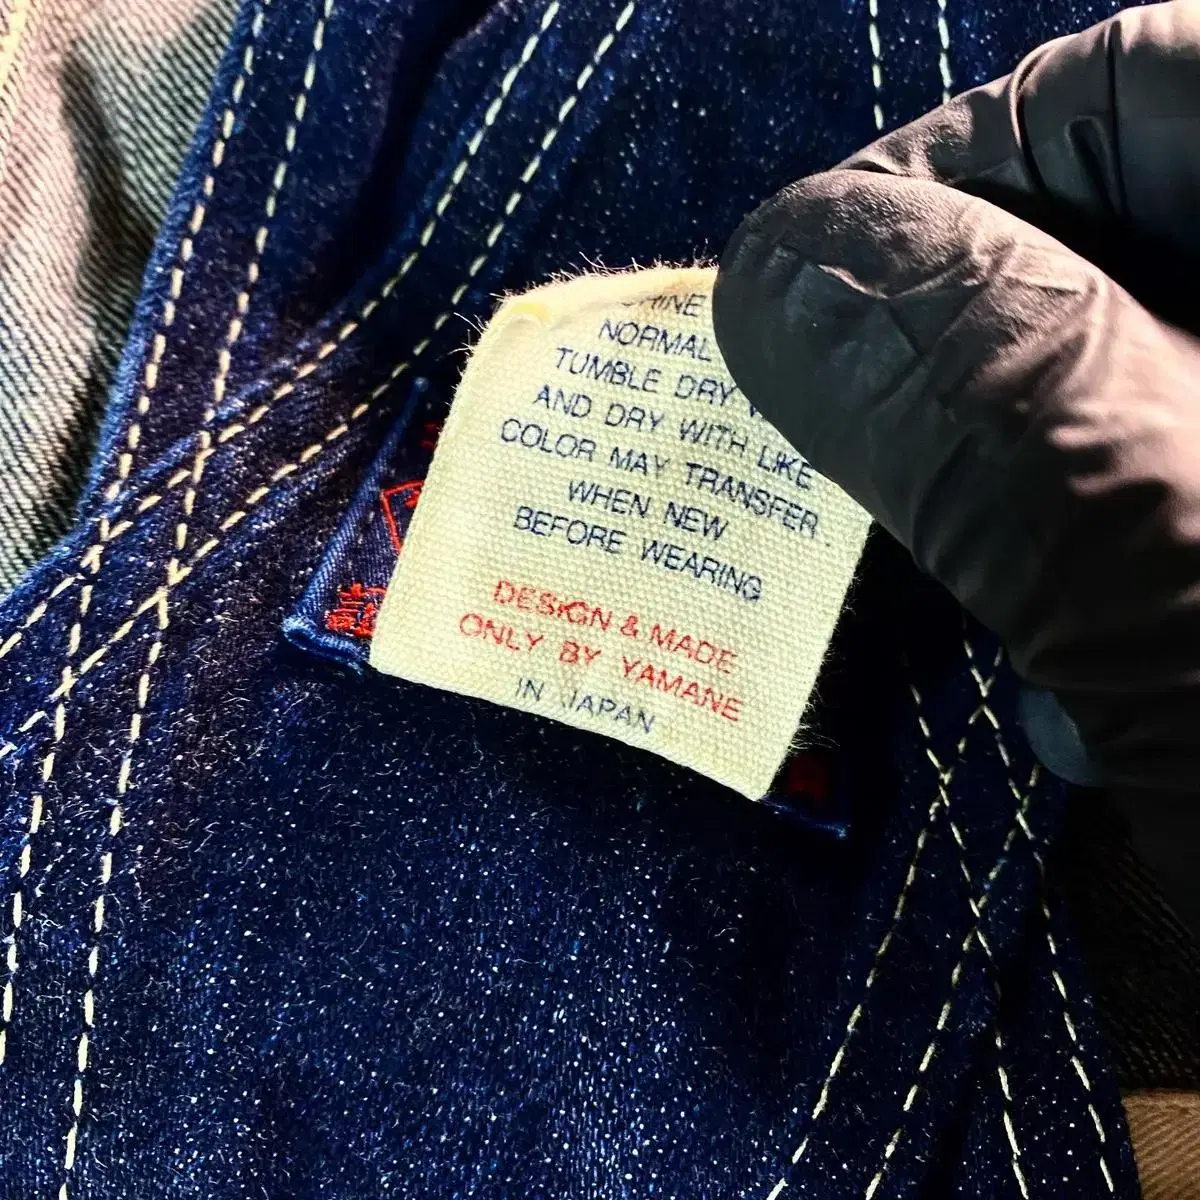 NORMAL
TUMBLE DRY
AND DRY WITH LIKE
COLOR MAY TRANSFER
WHEN NEW
BEFORE WEARING
DESIGN & MADE
ONLY BY YAMANE
IN JAPAN